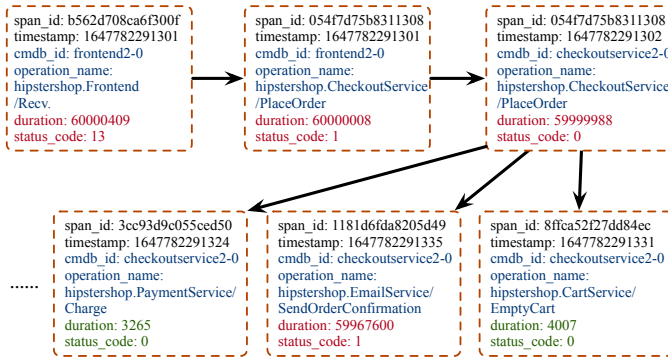 span_id: b562d708ca6f300f
timestamp: 1647782291301
cmdb_id: frontend2-0
operation_name:
hipstershop.Frontend
/Recv.
duration: 60000409
status_code: 13
span_id: 054f7d75b8311308
timestamp: 1647782291301
cmdb_id: frontend2-0
operation_name:
hipstershop.CheckoutService
/PlaceOrder
duration: 60000008
status_code: 1
span_id: 054f7d75b8311308
timestamp: 1647782291302
cmdb_id: checkoutservice2-0
operation_name:
hipstershop.CheckoutService
/PlaceOrder
duration: 59999988
status_code: 0
......
span_id: 3cc93d9c055ced50
timestamp: 1647782291324
cmdb_id: checkoutservice2-0
operation_name:
hipstershop.PaymentService/
Charge
duration: 3265
status_code: 0
span_id: 1181d6fda8205d49
timestamp: 1647782291335
cmdb_id: checkoutservice2-0
operation_name:
hipstershop.EmailService/
SendOrderConfirmation
duration: 59967600
status_code: 1
span_id: 8ffca52f27dd84ec
timestamp: 1647782291331
cmdb_id: checkoutservice2-0
operation_name:
hipstershop.CartService/
EmptyCart
duration: 4007
status_code: 0